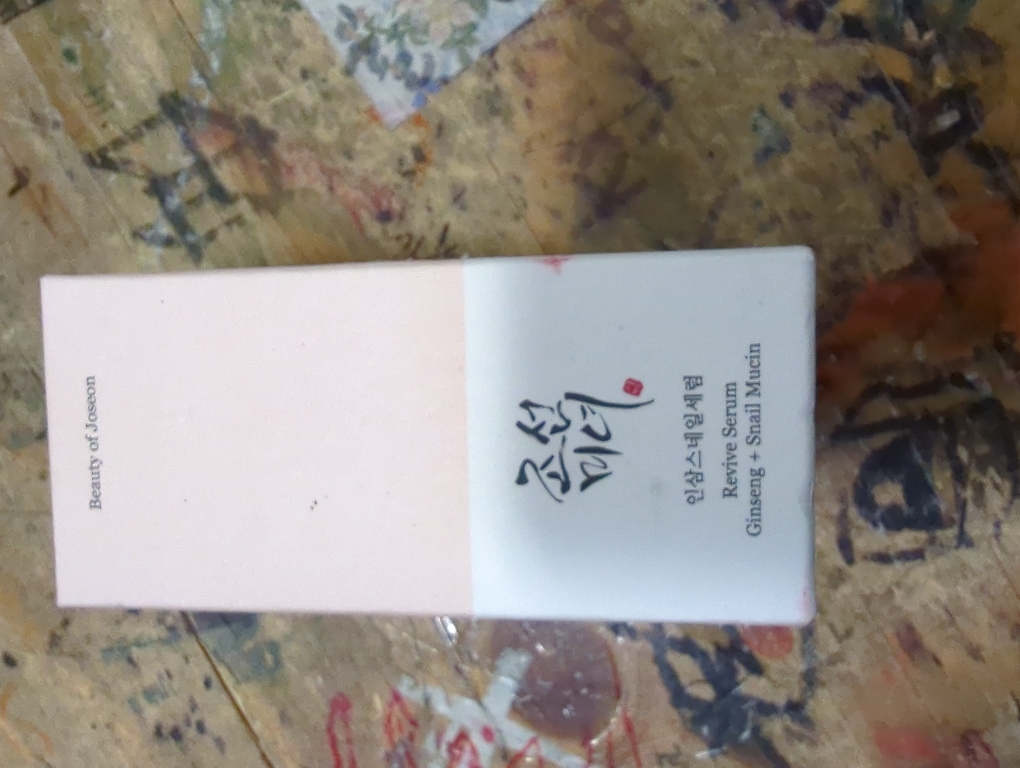 Beauty of Joseon
조선
미녀
인삼스네일세럼
Revive Serum
Ginseng + Snail Mucin